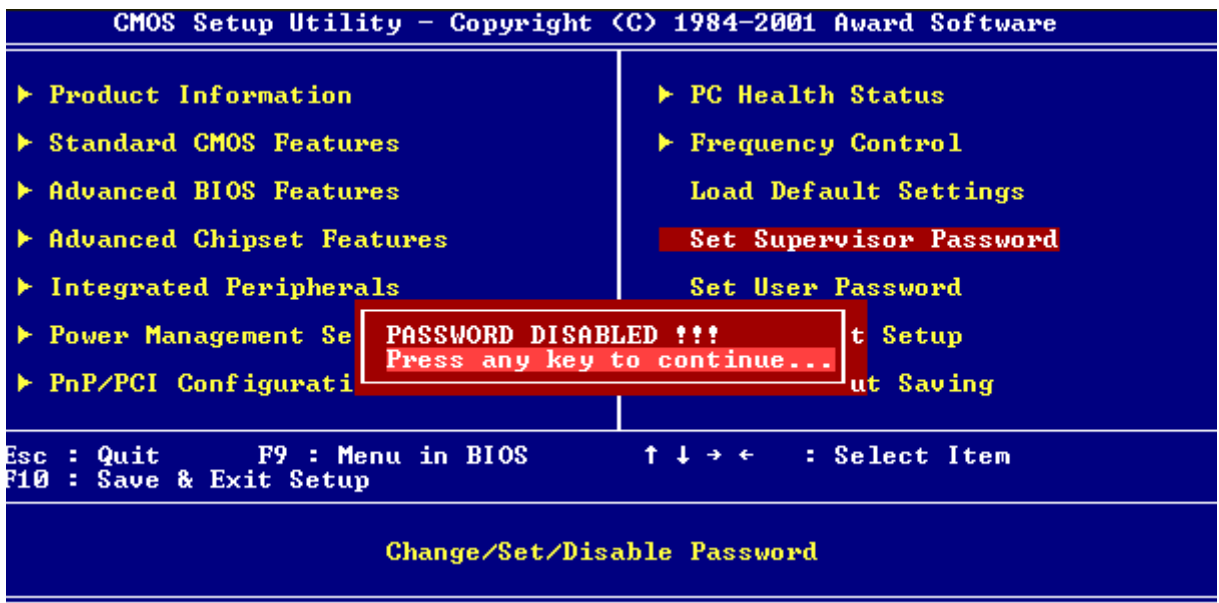 CMOS Setup Utility - Copyright (C) 1984-2001 Award Software
▶ Product Information
▶ Standard CMOS Features
▶ Advanced BIOS Features
▶ Advanced Chipset Features
▶ Integrated Peripherals
▶ Power Management Se
▶ PnP/PCI Configurati
▶ PC Health Status
▶ Frequency Control
Load Default Settings
Set Supervisor Password
Set User Password
t Setup
ut Saving
PASSWORD DISABLED !!!
Press any key to continue...
Esc : Quit F9 : Menu in BIOS ↑ ↓ → ← : Select Item
F10 : Save & Exit Setup
Change/Set/Disable Password